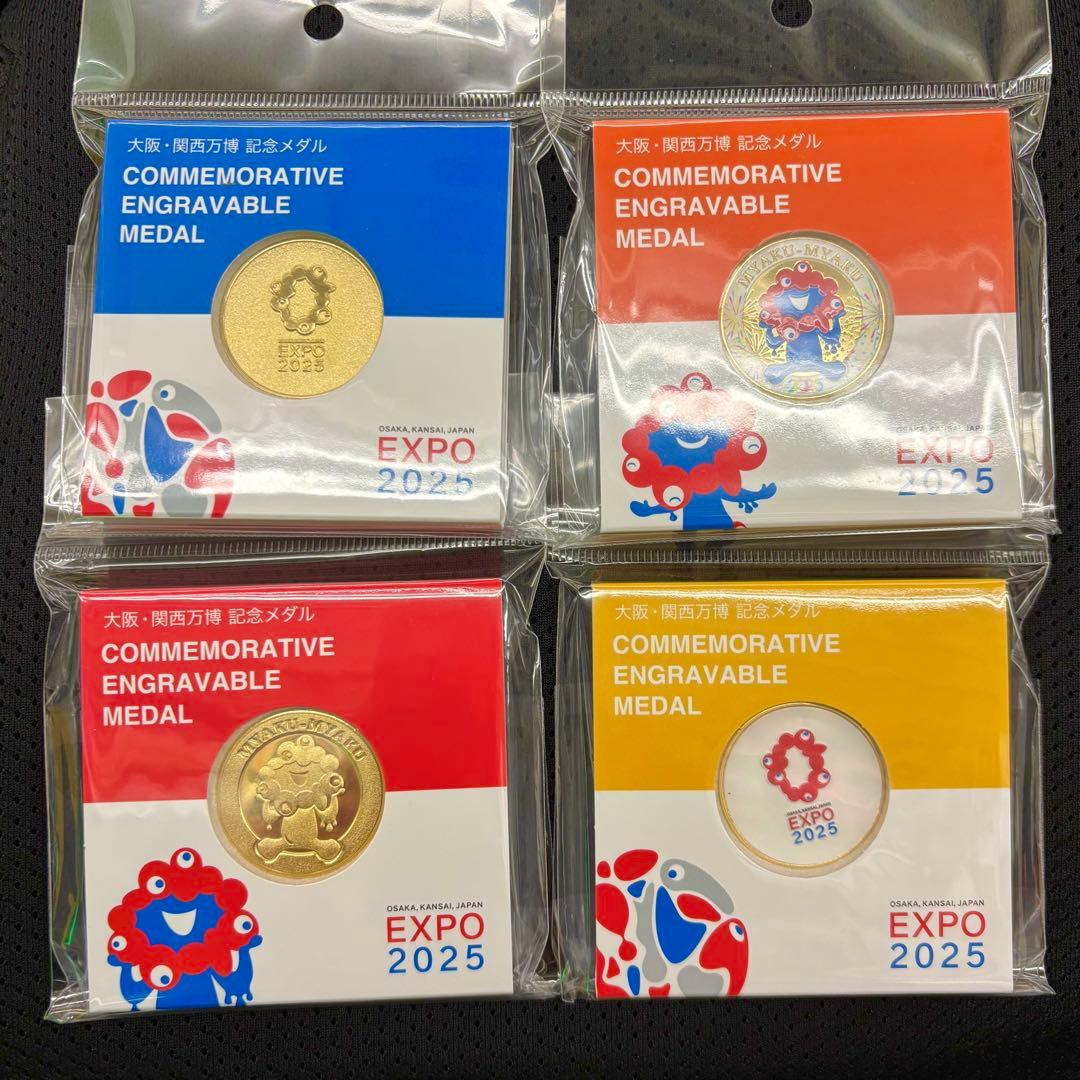 大阪・関西万博 記念メダル
COMMEMORATIVE
ENGRAVABLE
MEDAL
EXPO
2025
OSAKA, KANSAI, JAPAN
EXPO
2025
大阪・関西万博 記念メダル
COMMEMORATIVE
ENGRAVABLE
MEDAL
MYAKU-MYAKU
2025
OSAKA, KANSAI, JAPAN
EXPO
2025
大阪・関西万博 記念メダル
COMMEMORATIVE
ENGRAVABLE
MEDAL
MYAKU-MYAKU
OSAKA, KANSAI, JAPAN
EXPO
2025
大阪・関西万博 記念メダル
COMMEMORATIVE
ENGRAVABLE
MEDAL
OSAKA, KANSAI, JAPAN
EXPO
2025
OSAKA, KANSAI, JAPAN
EXPO
2025